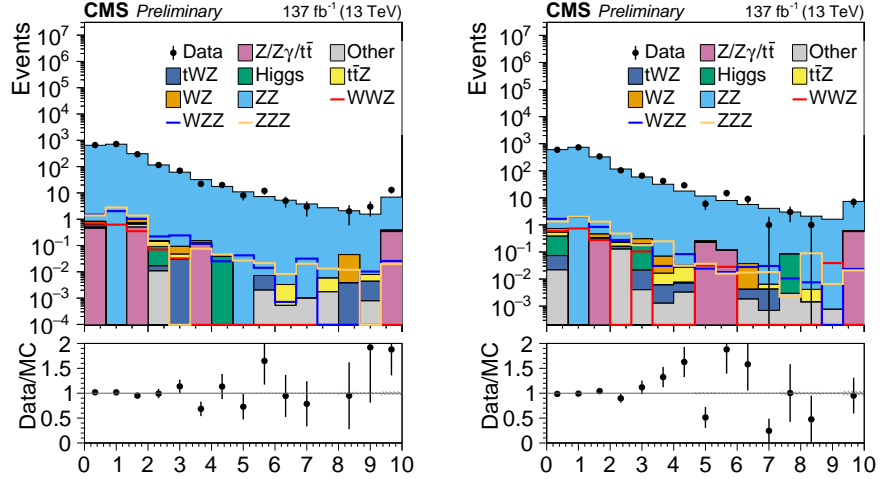 CMS Preliminary 137 fb⁻¹ (13 TeV)
Events
10⁷
10⁶
10⁵
10⁴
10³
10²
10
1
10⁻¹
10⁻²
10⁻³
10⁻⁴
Data Z/Zγ/tt̄ Other
tWZ Higgs tt̄Z
WZ ZZ WWZ
WZZ ZZZ
Data/MC
2
1.5
1
0.5
0
0 1 2 3 4 5 6 7 8 9 10
CMS Preliminary 137 fb⁻¹ (13 TeV)
Events
10⁷
10⁶
10⁵
10⁴
10³
10²
10
1
10⁻¹
10⁻²
10⁻³
Data Z/Zγ/tt̄ Other
tWZ Higgs tt̄Z
WZ ZZ WWZ
WZZ ZZZ
Data/MC
2
1.5
1
0.5
0
0 1 2 3 4 5 6 7 8 9 10